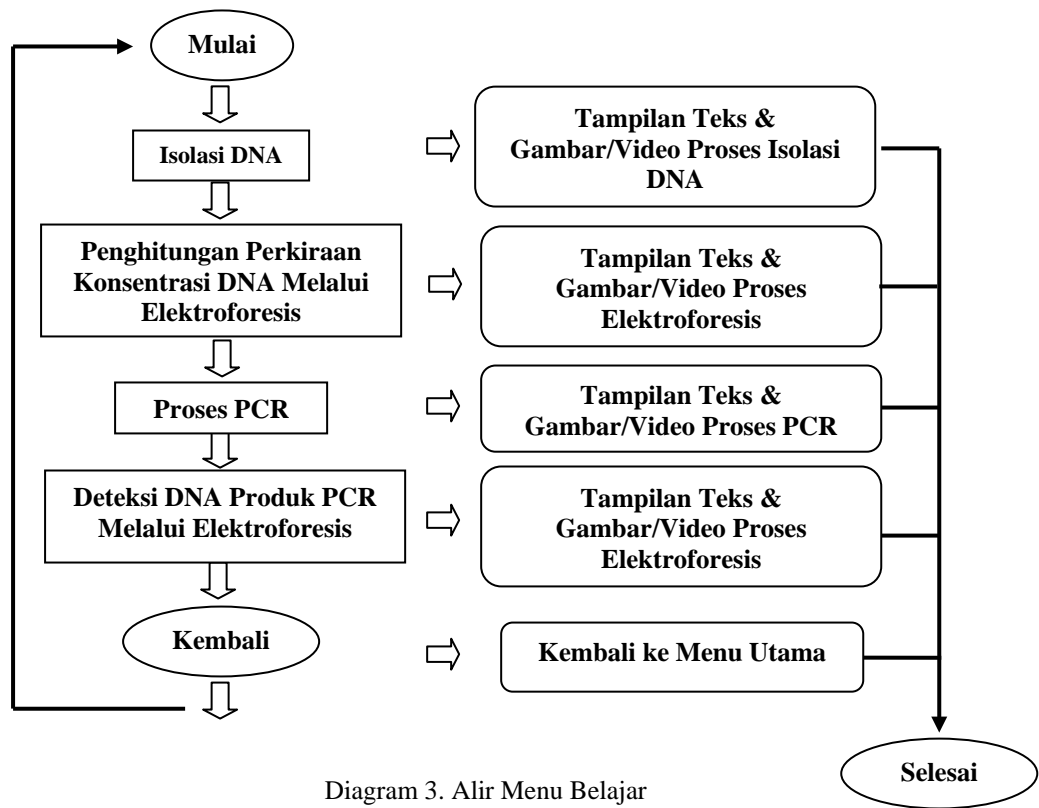 Mulai
Isolasi DNA
Tampilan Teks &
Gambar/Video Proses Isolasi
DNA
Penghitungan Perkiraan
Konsentrasi DNA Melalui
Elektroforesis
Tampilan Teks &
Gambar/Video Proses
Elektroforesis
Proses PCR
Tampilan Teks &
Gambar/Video Proses PCR
Deteksi DNA Produk PCR
Melalui Elektroforesis
Tampilan Teks &
Gambar/Video Proses
Elektroforesis
Kembali
Kembali ke Menu Utama
Selesai
Diagram 3. Alir Menu Belajar